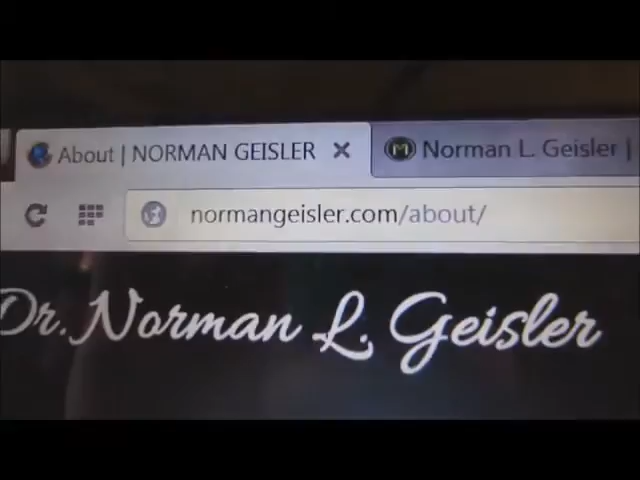 About | NORMAN GEISLER
Norman L. Geisler |
normangeisler.com/about/
Dr. Norman L. Geisler